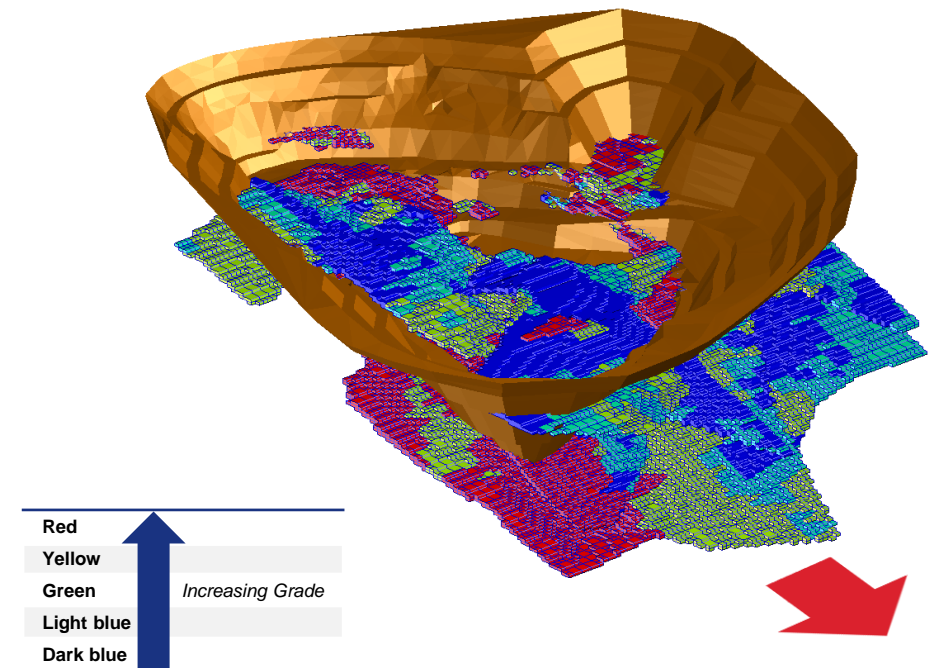 Red
Yellow
Green
Increasing Grade
Light blue
Dark blue